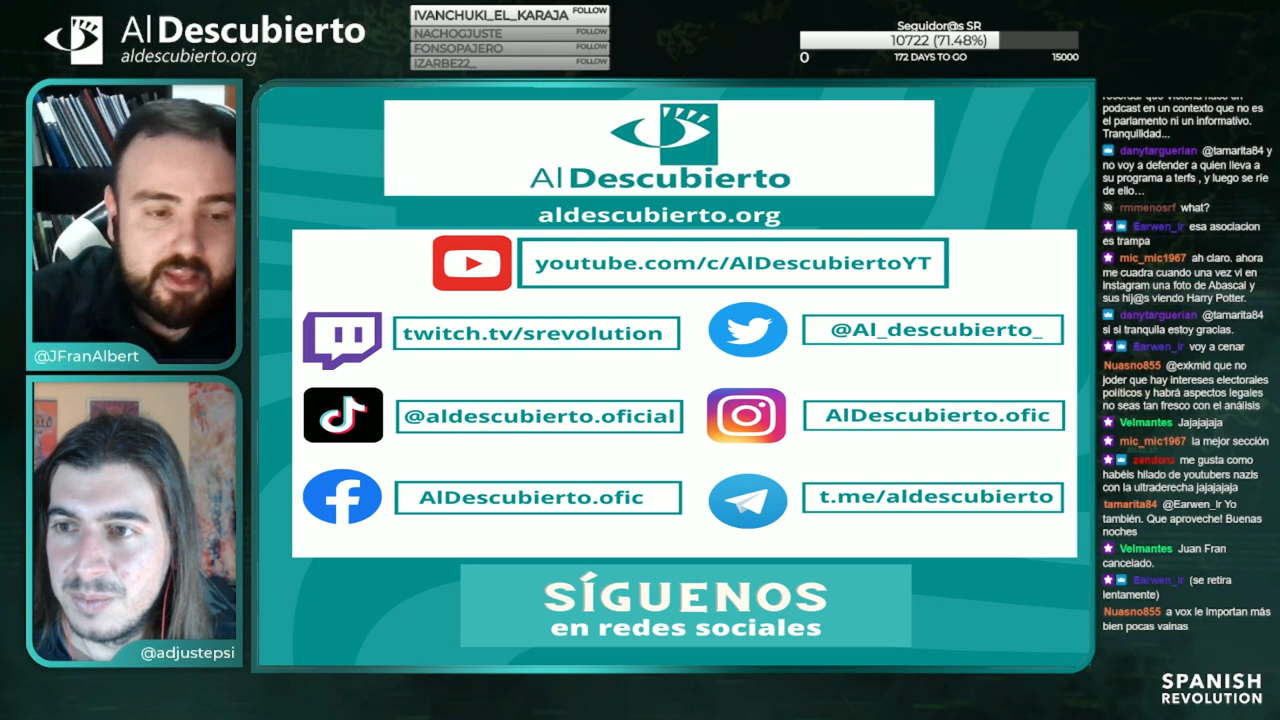 Al Descubierto
aldescubierto.org
IVANCHUKI_EL_KARAJA FOLLOW
NACHOGJUSTE FOLLOW
FONSOPAJERO FOLLOW
IZARBE22_ FOLLOW
Seguidor@s SR
10722 (71.48%)
0 172 DAYS TO GO 15000
@JFranAlbert
@adjustepsi
Al Descubierto
aldescubierto.org
youtube.com/c/AlDescubiertoYT
twitch.tv/srevolution
@Al_descubierto_
@aldescubierto.oficial
AlDescubierto.ofic
AlDescubierto.ofic
t.me/aldescubierto
SÍGUENOS
en redes sociales
podcast en un contexto que no es
el parlamento ni un informativo.
Tranquilidad...
danytarguerian @tamarita84 y
no voy a defender a quien lleva a
su programa a terfs , y luego se ríe
de ello...
rmmenosrf what?
Earwen_Ir esa asociacion
es trampa
mic_mic1967 ah claro. ahora
me cuadra cuando una vez vi en
Instagram una foto de Abascal y
sus hij@s viendo Harry Potter.
danytarguerian @tamarita84
si si tranquila estoy gracias.
Earwen_Ir voy a cenar
Nuasno855 @exkmid que no
joder que hay intereses electorales
políticos y habrá aspectos legales
no seas tan fresco con el análisis
Velmantes Jajajajaja
mic_mic1967 la mejor sección
zendoru me gusta como
habéis hilado de youtubers nazis
con la ultraderecha jajajajaja
tamarita84 @Earwen_Ir Yo
también. Que aproveche! Buenas
noches
Velmantes Juan Fran
cancelado.
Earwen_Ir (se retira
lentamente)
Nuasno855 a vox le importan más
bien pocas vainas
SPANISH
REVOLUTION